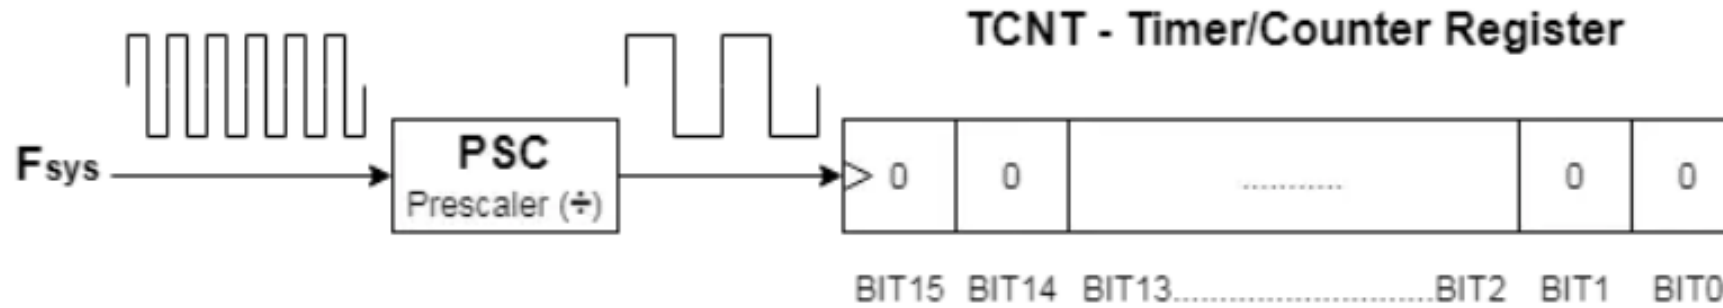 TCNT - Timer/Counter Register
Fsys
PSC
Prescaler (÷)
0 0 ........... 0 0
BIT15 BIT14 BIT13..........................BIT2 BIT1 BIT0